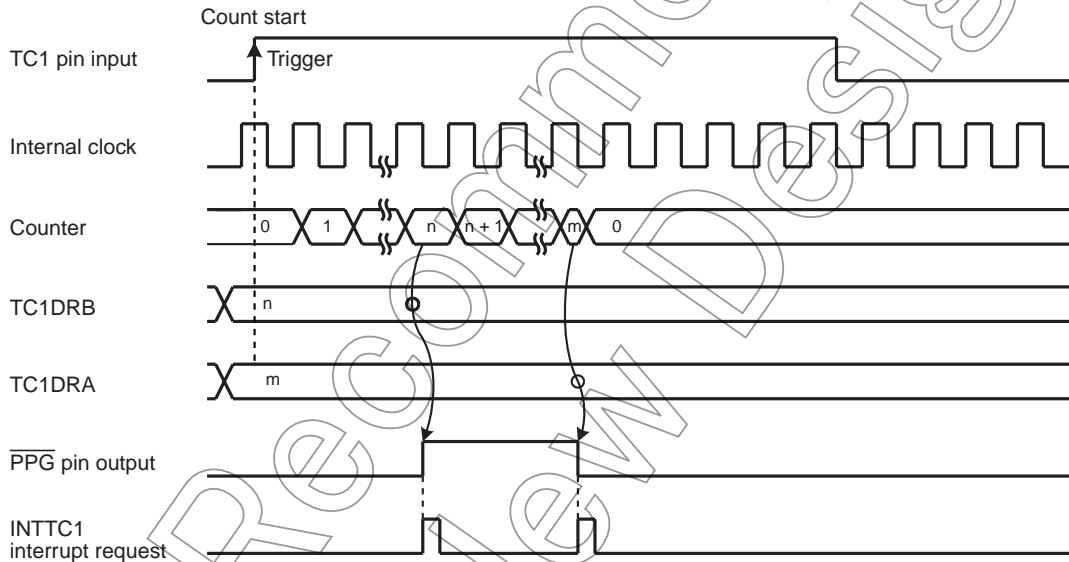 Count start
TC1 pin input
Trigger
Internal clock
Counter
0 1 n n + 1 m 0
TC1DRB
n
TC1DRA
m
PPG pin output
INTTC1
interrupt request